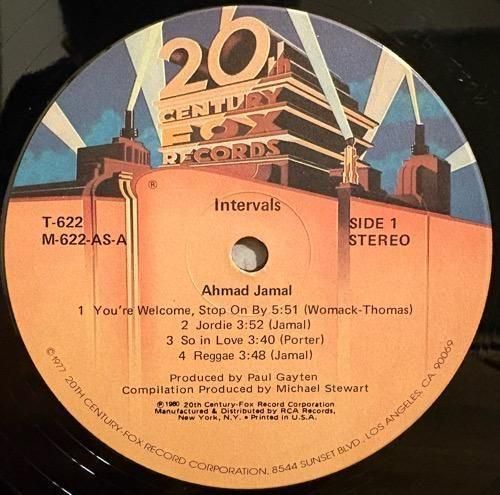 20th
CENTURY
FOX
RECORDS
®
Intervals
T-622
M-622-AS-A
SIDE 1
STEREO
Ahmad Jamal
1 You're Welcome, Stop On By 5:51 (Womack-Thomas)
2 Jordie 3:52 (Jamal)
3 So in Love 3:40 (Porter)
4 Reggae 3:48 (Jamal)
Produced by Paul Gayten
Compilation Produced by Michael Stewart
℗ 1980 20th Century-Fox Record Corporation
Manufactured & Distributed by RCA Records,
New York, N.Y. • Printed in U.S.A.
© 1977 20TH CENTURY-FOX RECORD CORPORATION, 8544 SUNSET BLVD., LOS ANGELES, CA. 90069